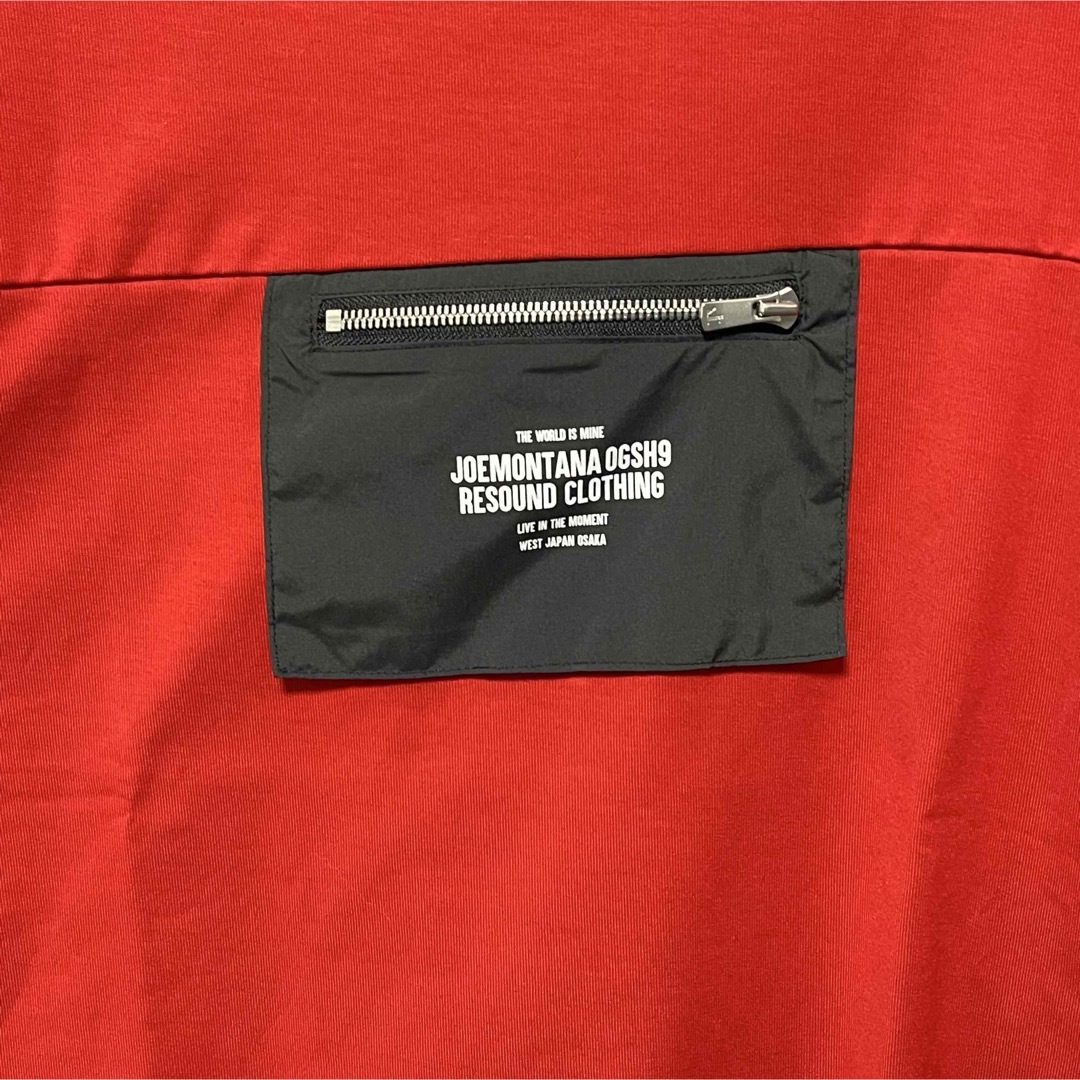 THE WORLD IS MINE
JOEMONTANA OGSH9
RESOUND CLOTHING
LIVE IN THE MOMENT
WEST JAPAN OSAKA